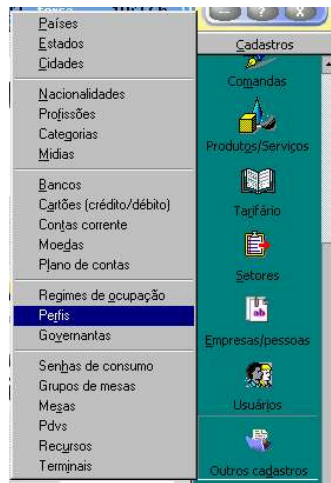 Países
Estados
Cidades
Nacionalidades
Profissões
Categorias
Mídias
Bancos
Cartões (crédito/débito)
Contas corrente
Moedas
Plano de contas
Regimes de ocupação
Perfis
Governantas
Senhas de consumo
Grupos de mesas
Mesas
Pdvs
Recursos
Terminais
Cadastros
Comandas
Produtos/Serviços
Tarifário
Setores
Empresas/pessoas
Usuários
Outros cadastros